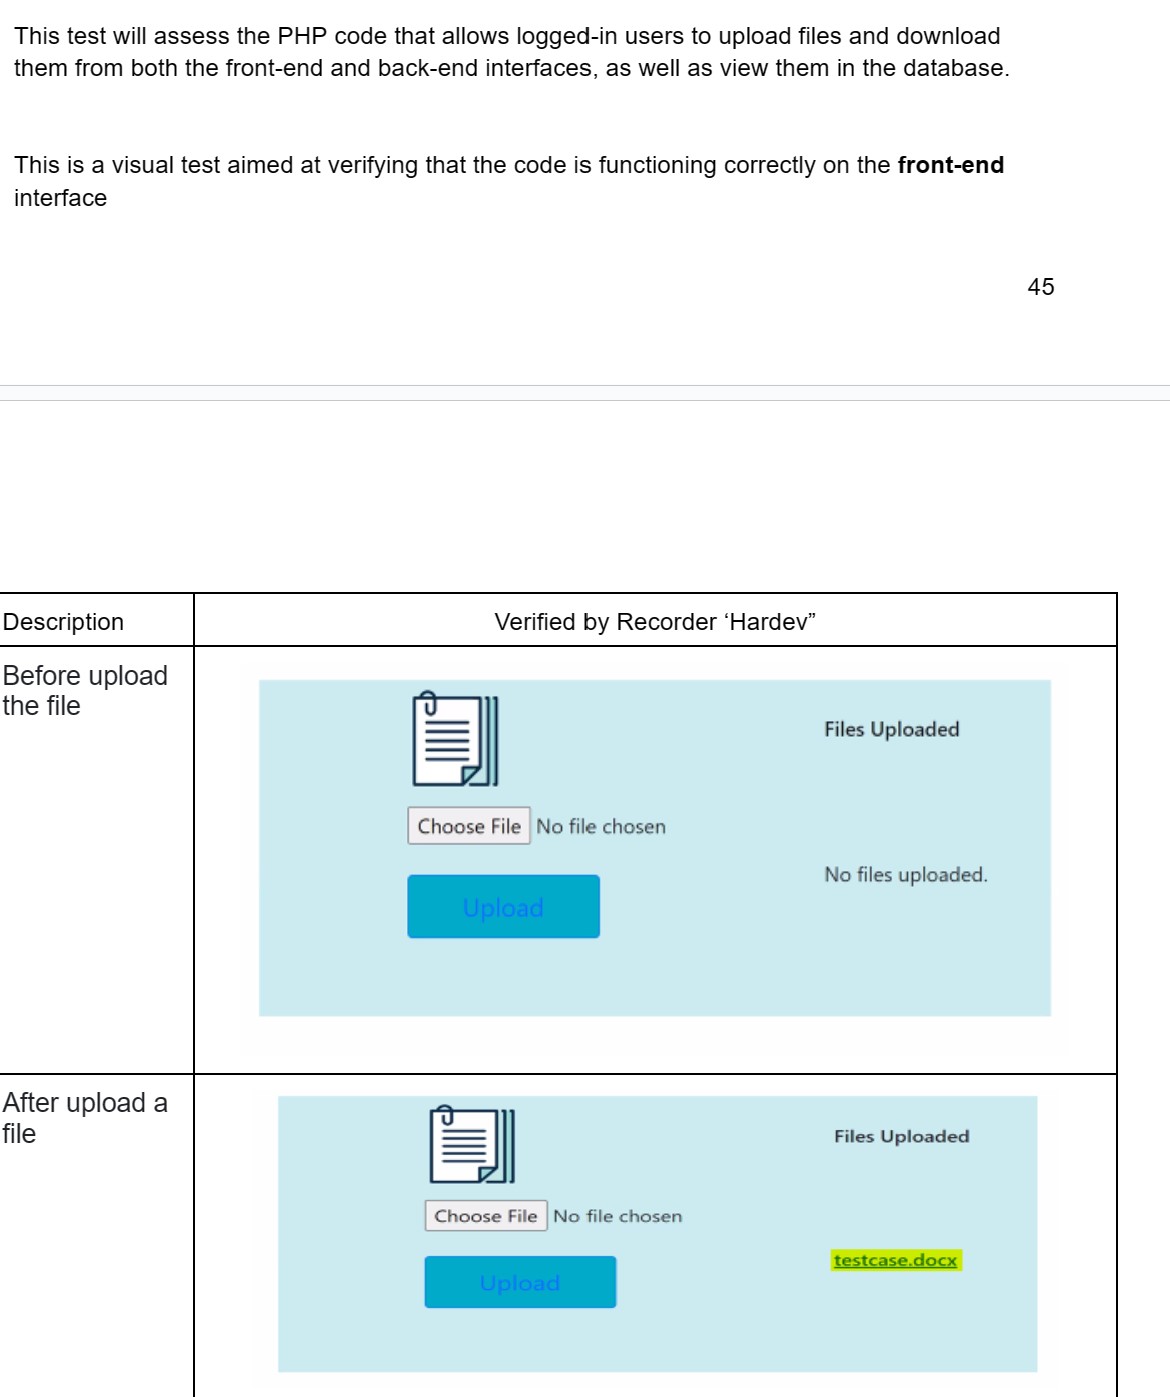 This test will assess the PHP code that allows logged-in users to upload files and download
them from both the front-end and back-end interfaces, as well as view them in the database.
This is a visual test aimed at verifying that the code is functioning correctly on the front-end
interface
45
Description
Verified by Recorder ‘Hardev”
Before upload
the file
Files Uploaded
Choose File No file chosen
No files uploaded.
Upload
After upload a
file
Files Uploaded
Choose File No file chosen
testcase.docx
Upload